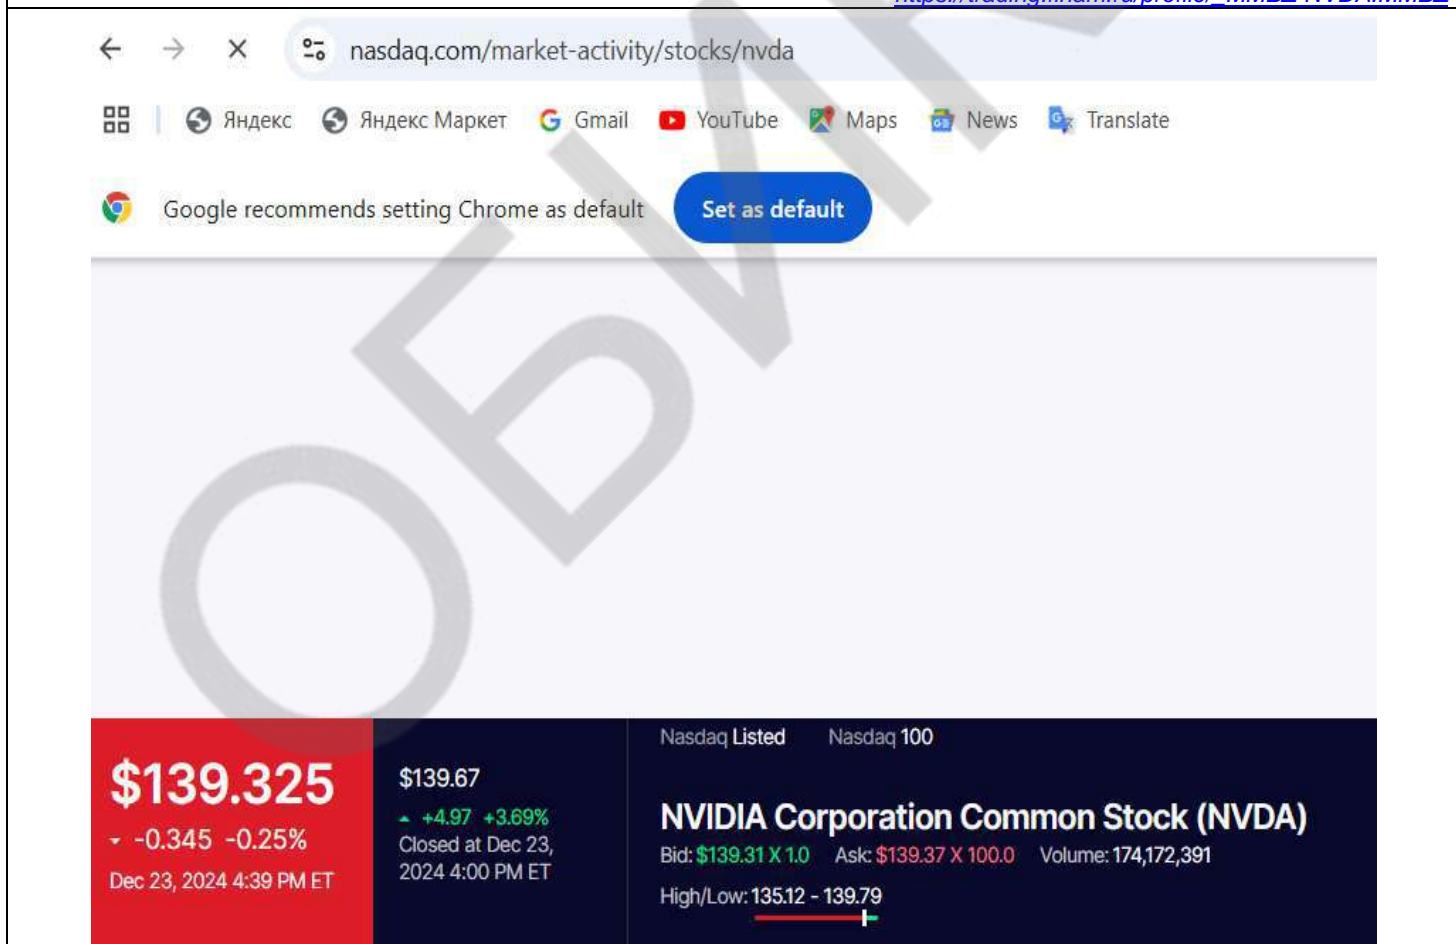 nasdaq.com/market-activity/stocks/nvda
Яндекс Яндекс Маркет Gmail YouTube Maps News Translate
Google recommends setting Chrome as default Set as default
ОБИ
Nasdaq Listed Nasdaq 100
$139.325
-0.345 -0.25%
Dec 23, 2024 4:39 PM ET
$139.67
+4.97 +3.69%
Closed at Dec 23,
2024 4:00 PM ET
NVIDIA Corporation Common Stock (NVDA)
Bid: $139.31 X 1.0 Ask: $139.37 X 100.0 Volume: 174,172,391
High/Low: 135.12 - 139.79